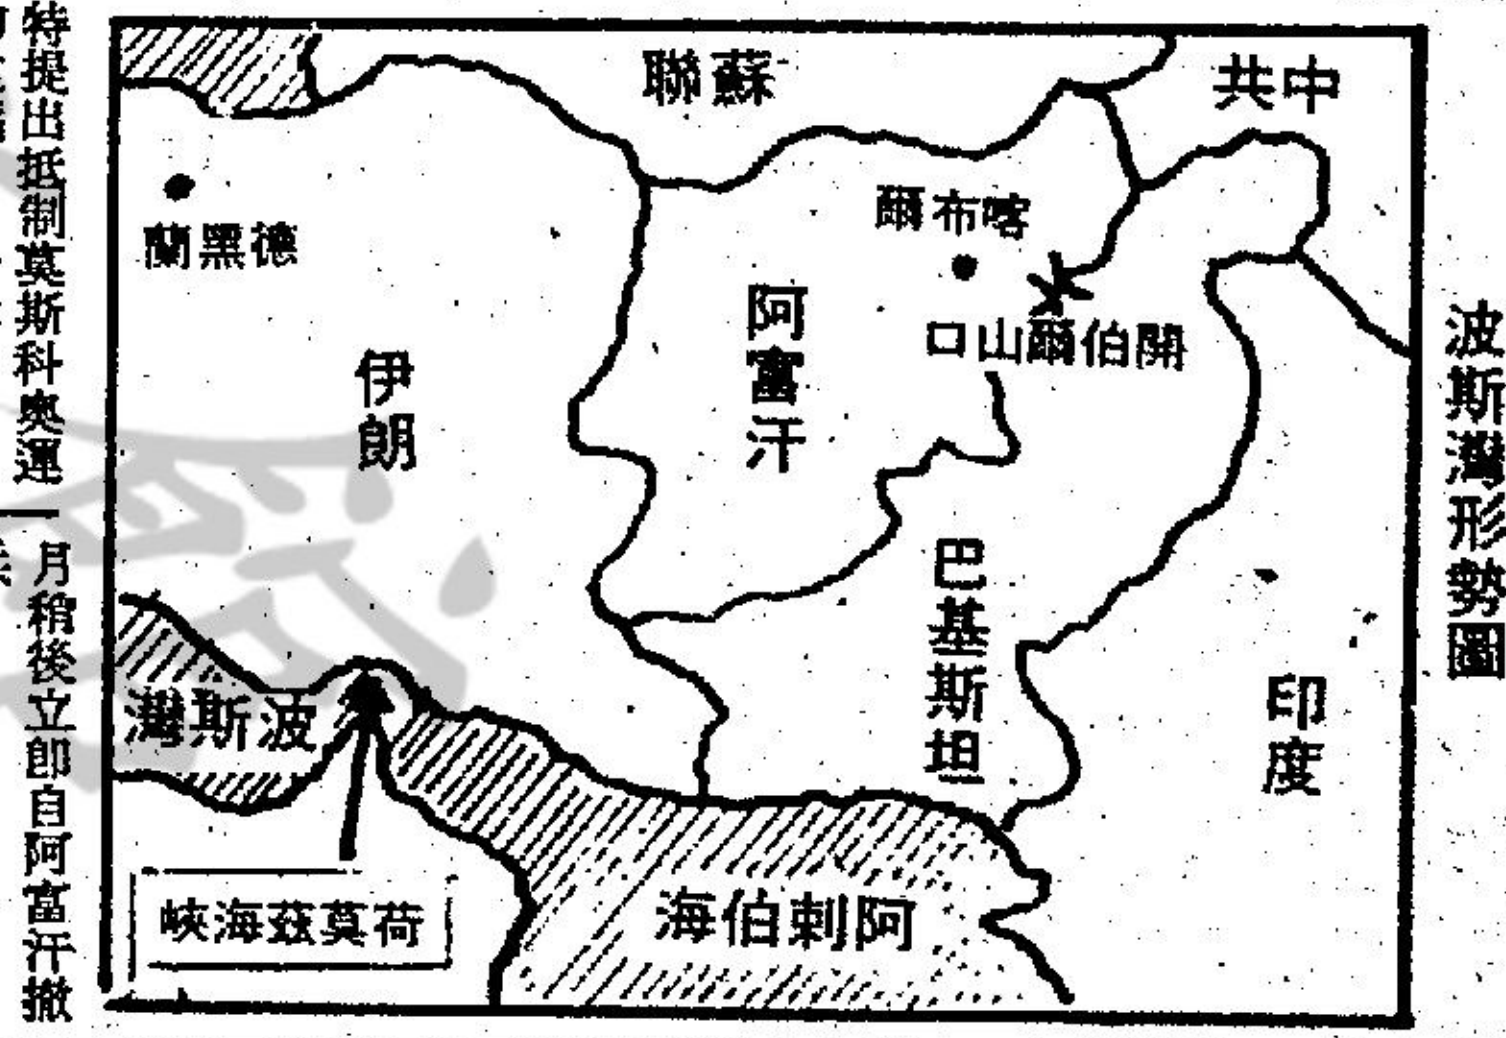 波斯灣形勢圖
中共
蘇聯
喀布爾
開伯爾山口
德黑蘭
阿富汗
伊朗
巴基斯坦
印度
波斯灣
荷莫茲海峽
阿剌伯海
特提出抵制莫斯科奧運
月稍後立卽自阿富汗撤